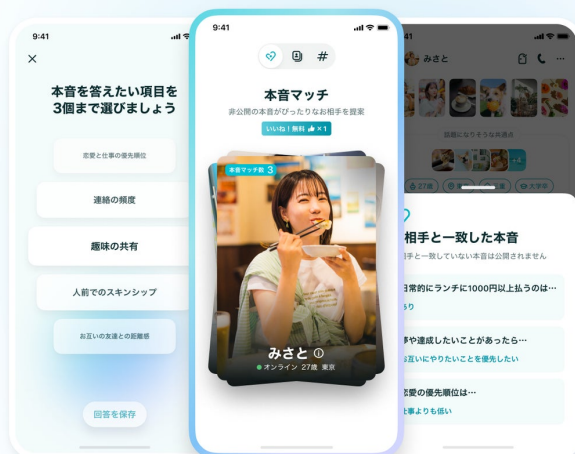 9:41
本音を答えたい項目を
3個まで選びましょう
恋愛と仕事の優先順位
連絡の頻度
趣味の共有
人前でのスキンシップ
お互いの友達との距離感
回答を保存
9:41
#
本音マッチ
非公開の本音がぴったりなお相手を提案
いいね！無料 ×1
本音マッチ数 3
みさと
オンライン 27歳 東京
41
みさと
話題になりそうな共通点
+4
27歳
大学卒
相手と一致した本音
手と一致していない本音は公開されません
日常的にランチに1000円以上払うのは…
あり
夢や達成したいことがあったら…
お互いにやりたいことを優先したい
恋愛の優先順位は…
仕事よりも低い